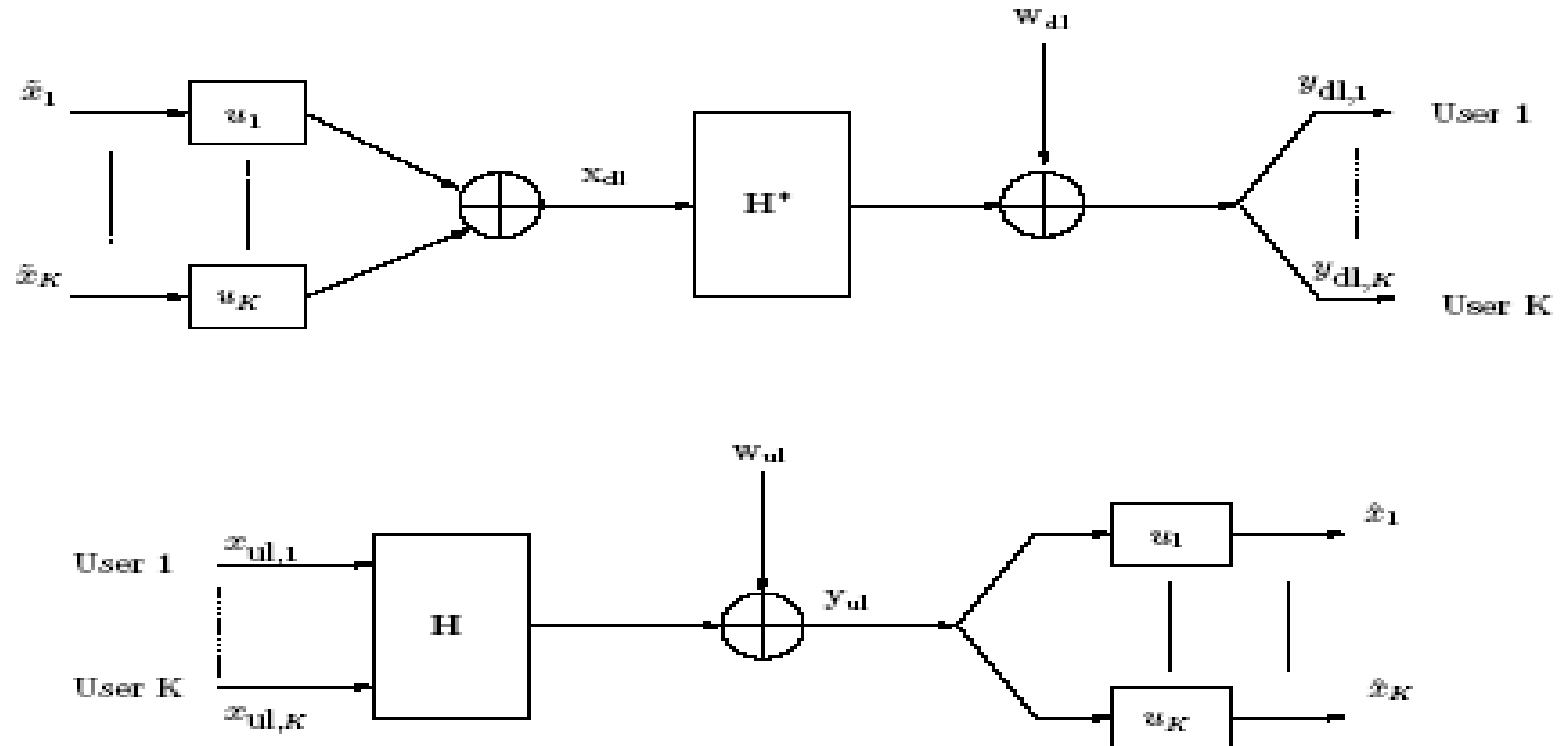 w_dl
x̃_1
u_1
y_dl,1
User 1
x_dl
H*
x̃_K
u_K
y_dl,K
User K
w_ul
User 1
x_ul,1
H
y_ul
u_1
x̂_1
User K
x_ul,K
u_K
x̂_K